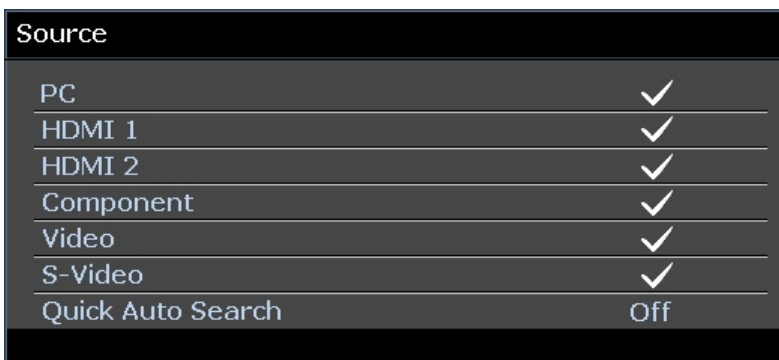 Source
PC ✓
HDMI 1 ✓
HDMI 2 ✓
Component ✓
Video ✓
S-Video ✓
Quick Auto Search Off